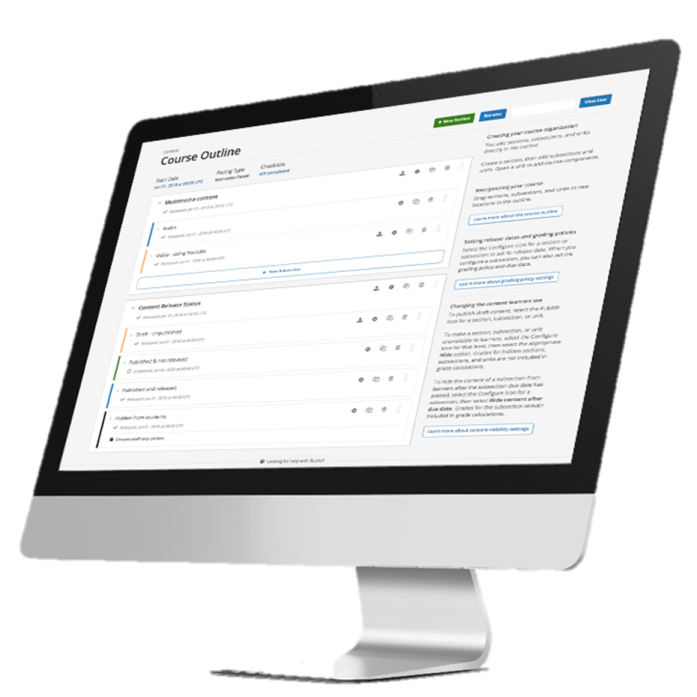 Content
Course Outline
+ New Section
Reindex
View Live
Start Date
Jan 01, 2018 at 00:00 UTC
Pacing Type
Instructor-Paced
Checklists
Multimedia content
Released: Jan 01, 2018 at 00:00 UTC
Audio
Video - using YouTube
+ New Subsection
Content Release Status
Draft - Unpublished
Published & not released
Published and released
Hidden from students
Contains staff only content
Creating your course organization
You add sections, subsections, and units
directly in the outline.
Create a section, then add subsections and
units. Open a unit to add course components.
Reorganizing your course
Drag sections, subsections, and units to new
locations in the outline.
Learn more about the course outline
Setting release dates and grading policies
Select the Configure icon for a section or
subsection to set its release date. When you
configure a subsection, you can also set the
grading policy and due date.
Learn more about grading policy settings
Changing the content learners see
To publish draft content, select the Publish
icon for a section, subsection, or unit.
To make a section, subsection, or unit
unavailable to learners, select the Configure
icon for that level, then select the appropriate
Hide option. Grades for hidden sections,
subsections, and units are not included in
grade calculations.
To hide the content of a subsection from
learners after the subsection due date has
passed, select the Configure icon for a
subsection, then select Hide content after
due date. Grades for the subsection remain
included in grade calculations.
Learn more about content visibility settings
Looking for help with Studio?